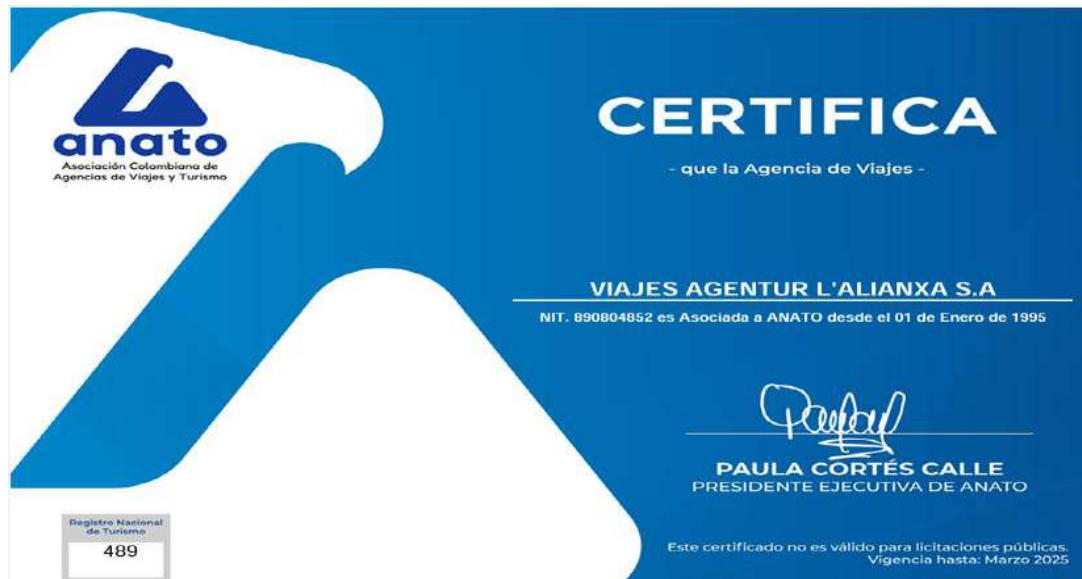 anato
Asociación Colombiana de
Agencias de Viajes y Turismo
CERTIFICA
- que la Agencia de Viajes -
VIAJES AGENTUR L'ALIANXA S.A
NIT. 890804852 es Asociada a ANATO desde el 01 de Enero de 1995
PAULA CORTÉS CALLE
PRESIDENTE EJECUTIVA DE ANATO
Registro Nacional
de Turismo
489
Este certificado no es válido para licitaciones públicas.
Vigencia hasta: Marzo 2025